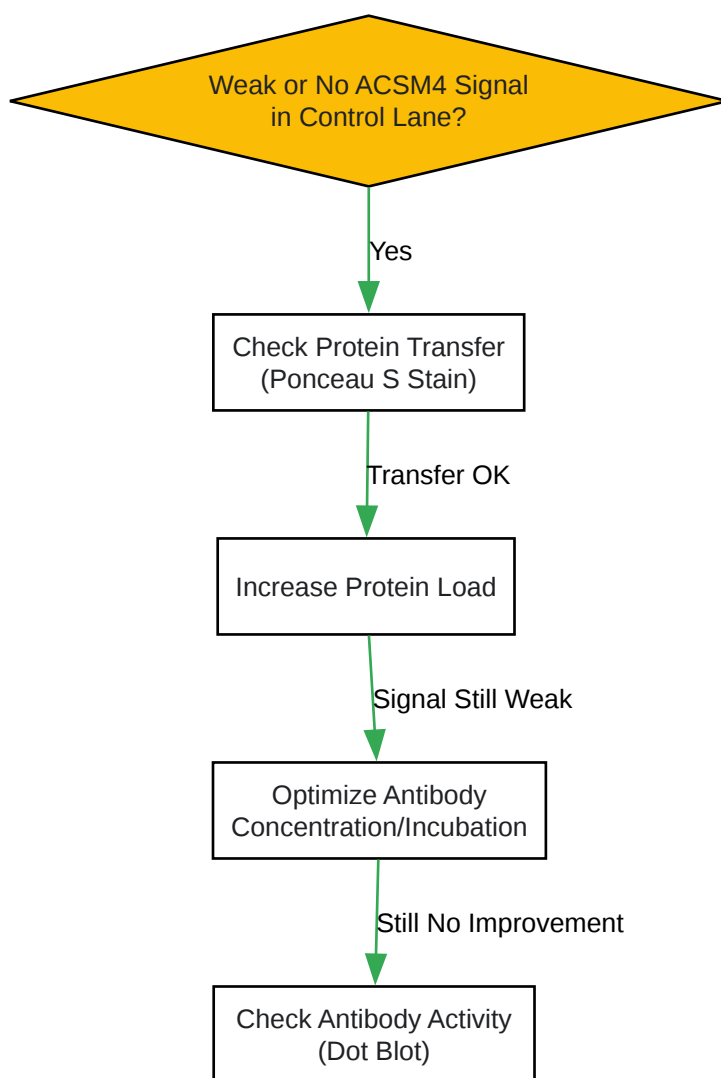 Weak or No ACSM4 Signal
in Control Lane?
Yes
Check Protein Transfer
(Ponceau S Stain)
Transfer OK
Increase Protein Load
Signal Still Weak
Optimize Antibody
Concentration/Incubation
Still No Improvement
Check Antibody Activity
(Dot Blot)